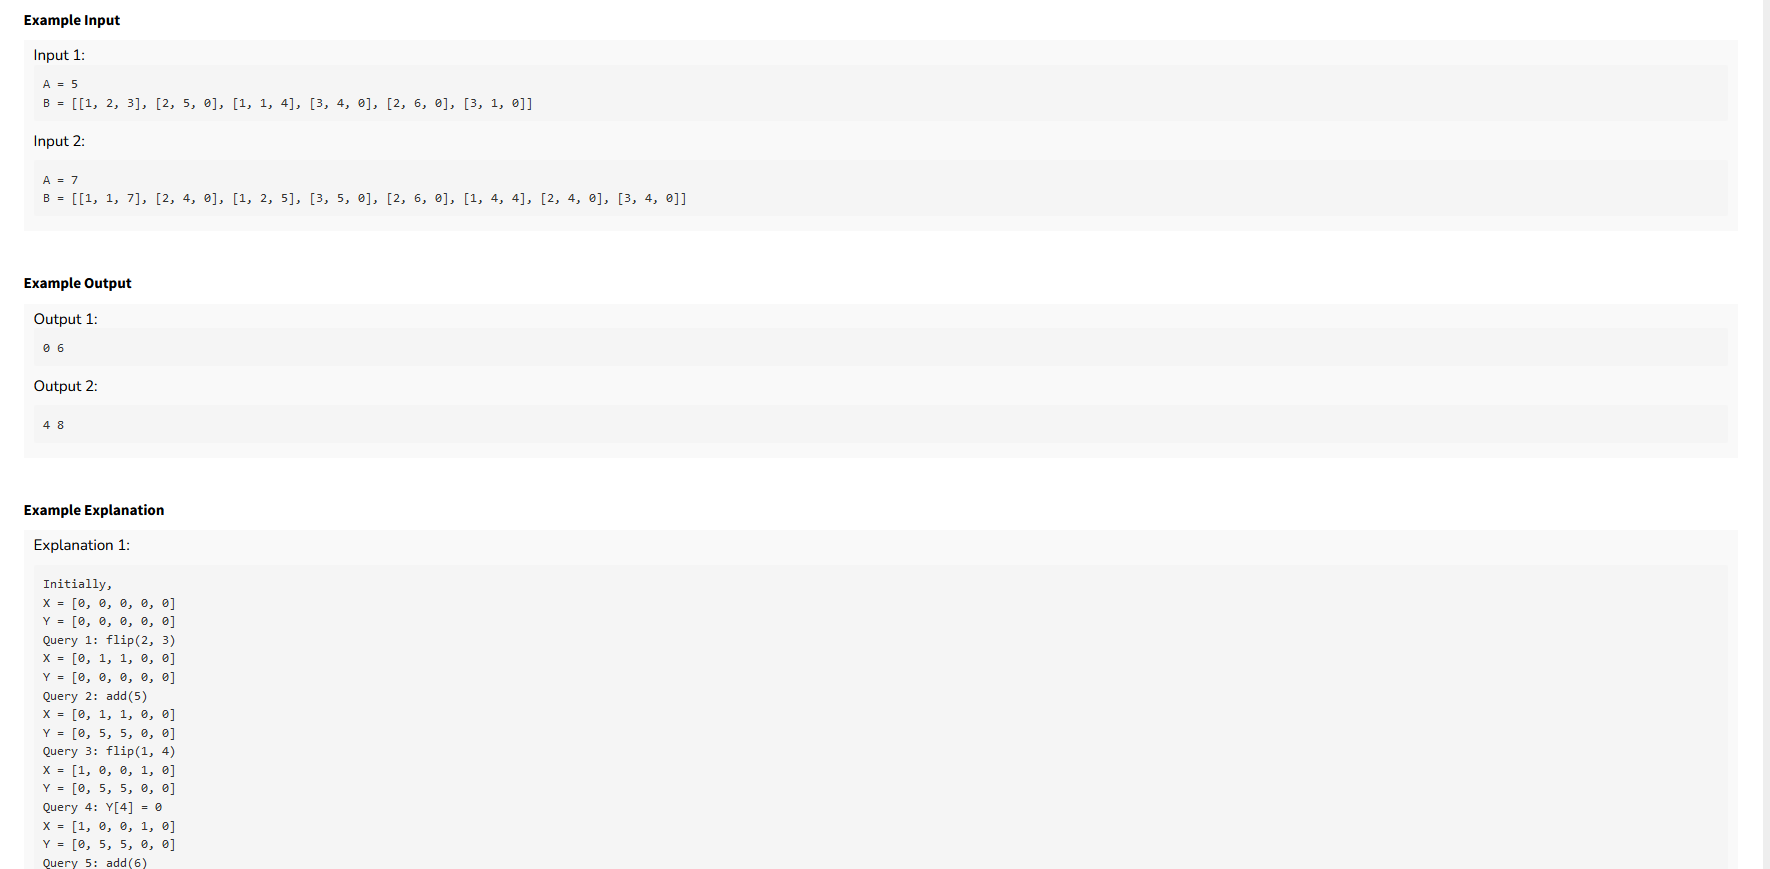 Example Input
Input 1:
A = 5
B = [[1, 2, 3], [2, 5, 0], [1, 1, 4], [3, 4, 0], [2, 6, 0], [3, 1, 0]]
Input 2:
A = 7
B = [[1, 1, 7], [2, 4, 0], [1, 2, 5], [3, 5, 0], [2, 6, 0], [1, 4, 4], [2, 4, 0], [3, 4, 0]]
Example Output
Output 1:
0 6
Output 2:
4 8
Example Explanation
Explanation 1:
Initially,
X = [0, 0, 0, 0, 0]
Y = [0, 0, 0, 0, 0]
Query 1: flip(2, 3)
X = [0, 1, 1, 0, 0]
Y = [0, 0, 0, 0, 0]
Query 2: add(5)
X = [0, 1, 1, 0, 0]
Y = [0, 5, 5, 0, 0]
Query 3: flip(1, 4)
X = [1, 0, 0, 1, 0]
Y = [0, 5, 5, 0, 0]
Query 4: Y[4] = 0
X = [1, 0, 0, 1, 0]
Y = [0, 5, 5, 0, 0]
Query 5: add(6)